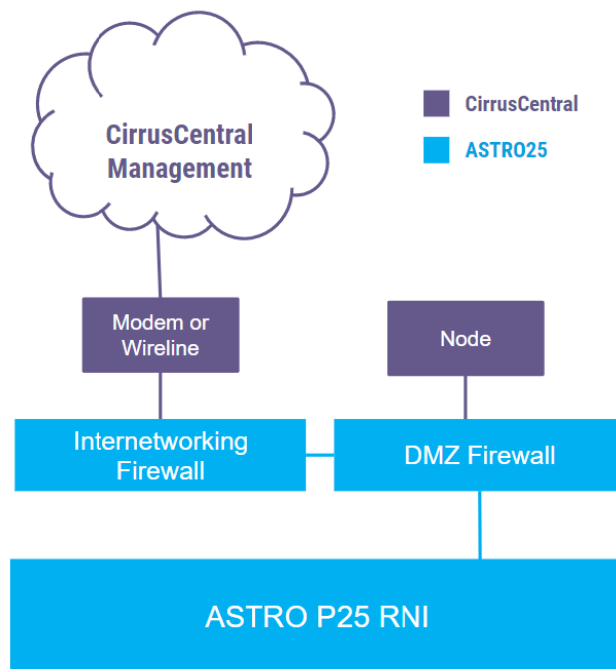 CirrusCentral
Management
CirrusCentral
ASTRO25
Modem or
Wireline
Node
Internetworking
Firewall
DMZ Firewall
ASTRO P25 RNI